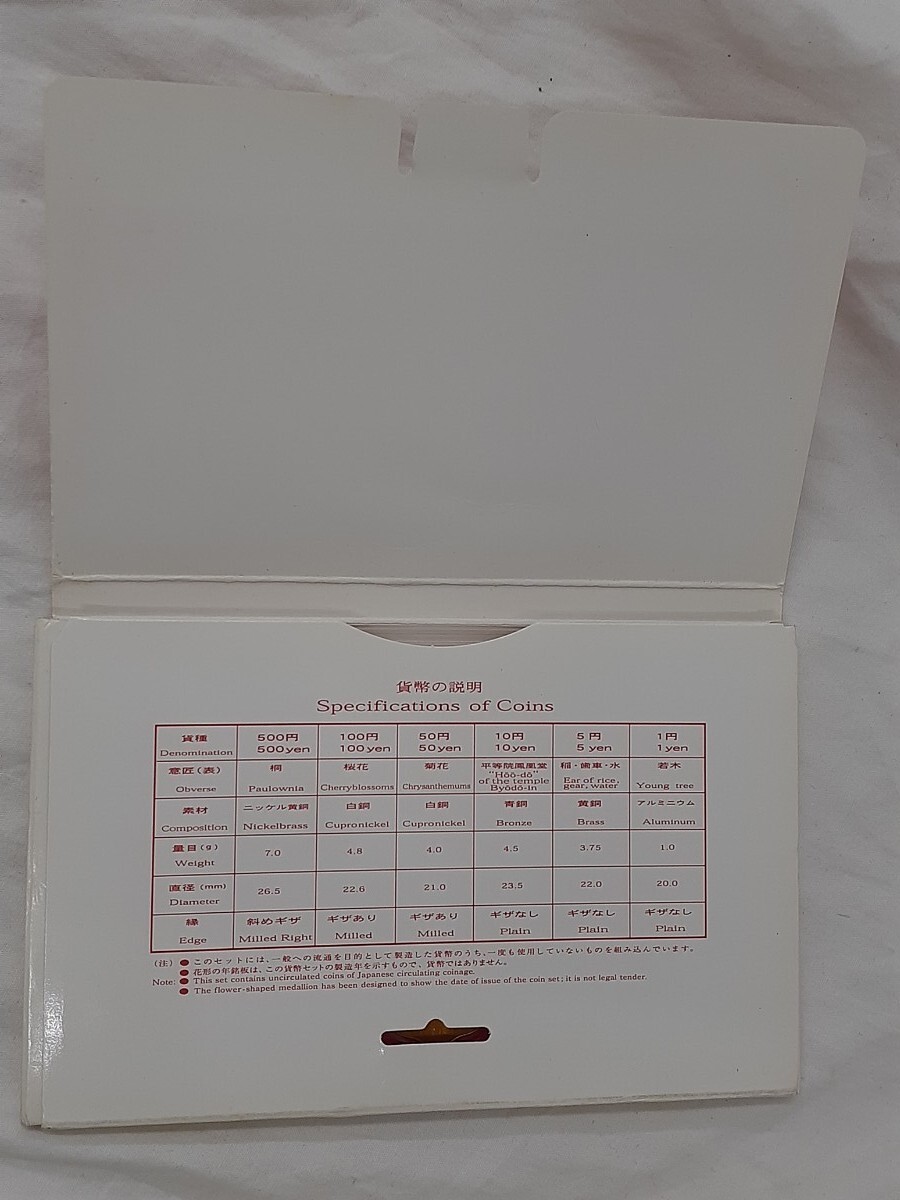 貨幣の説明
Specifications of Coins
貨種 500円 100円 50円 10円 5円 1円
Denomination 500yen 100yen 50yen 10yen 5yen 1yen
意匠(表) 桐 桜花 菊花 平等院鳳凰堂 稲・歯車・水 若木
Obverse Paulownia Cherryblossoms Chrysanthemums "Hōō-dō" of the temple Byōdō-in Ear of rice, gear, water Young tree
素材 ニッケル黄銅 白銅 白銅 青銅 黄銅 アルミニウム
Composition Nickelbrass Cupronickel Cupronickel Bronze Brass Aluminum
量目(g) 7.0 4.8 4.0 4.5 3.75 1.0
Weight
直径(mm) 26.5 22.6 21.0 23.5 22.0 20.0
Diameter
縁 斜めギザ ギザあり ギザあり ギザなし ギザなし ギザなし
Edge Milled Right Milled Milled Plain Plain Plain
(注) ●このセットには、一般への流通を目的として製造した貨幣のうち、一度も使用していないものを組み込んでいます。
●花形の年銘板は、この貨幣セットの製造年を示すもので、貨幣ではありません。
Note: ●This set contains uncirculated coins of Japanese circulating coinage.
●The flower-shaped medallion has been designed to show the date of issue of the coin set; it is not legal tender.